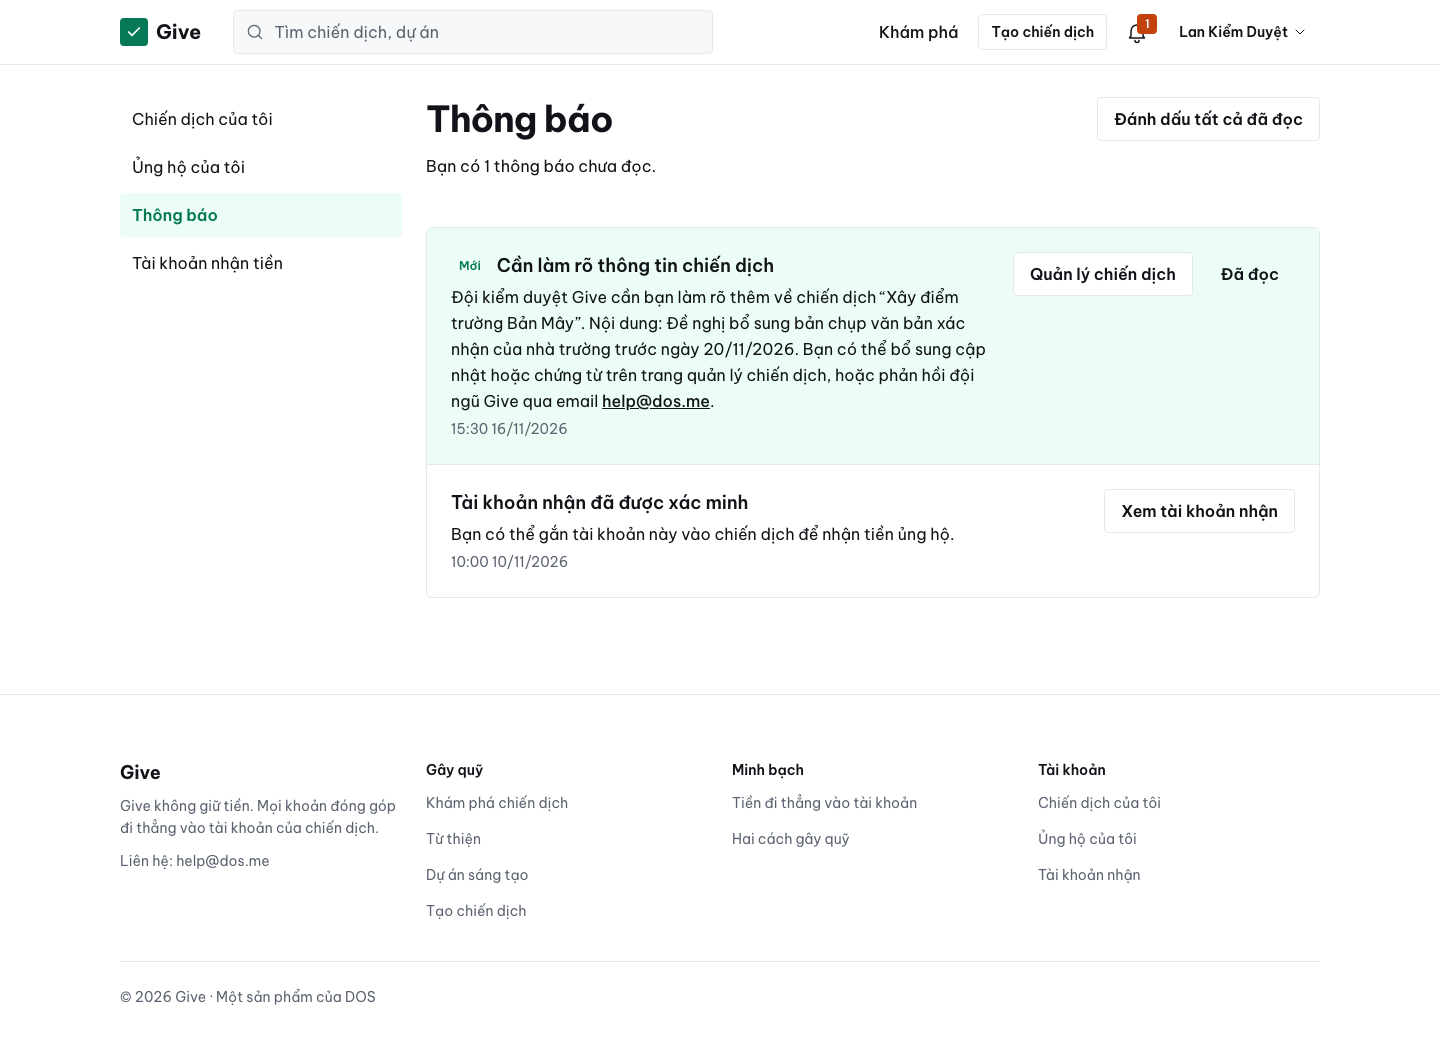 Give
Tìm chiến dịch, dự án
Khám phá
Tạo chiến dịch
1
Lan Kiểm Duyệt
Chiến dịch của tôi
Ủng hộ của tôi
Thông báo
Tài khoản nhận tiền
Thông báo
Đánh dấu tất cả đã đọc
Bạn có 1 thông báo chưa đọc.
Mới
Cần làm rõ thông tin chiến dịch
Quản lý chiến dịch
Đã đọc
Đội kiểm duyệt Give cần bạn làm rõ thêm về chiến dịch “Xây điểm
trường Bản Mây”. Nội dung: Đề nghị bổ sung bản chụp văn bản xác
nhận của nhà trường trước ngày 20/11/2026. Bạn có thể bổ sung cập
nhật hoặc chứng từ trên trang quản lý chiến dịch, hoặc phản hồi đội
ngũ Give qua email help@dos.me.
15:30 16/11/2026
Tài khoản nhận đã được xác minh
Xem tài khoản nhận
Bạn có thể gắn tài khoản này vào chiến dịch để nhận tiền ủng hộ.
10:00 10/11/2026
Give
Give không giữ tiền. Mọi khoản đóng góp
đi thẳng vào tài khoản của chiến dịch.
Liên hệ: help@dos.me
Gây quỹ
Khám phá chiến dịch
Từ thiện
Dự án sáng tạo
Tạo chiến dịch
Minh bạch
Tiền đi thẳng vào tài khoản
Hai cách gây quỹ
Tài khoản
Chiến dịch của tôi
Ủng hộ của tôi
Tài khoản nhận
© 2026 Give · Một sản phẩm của DOS